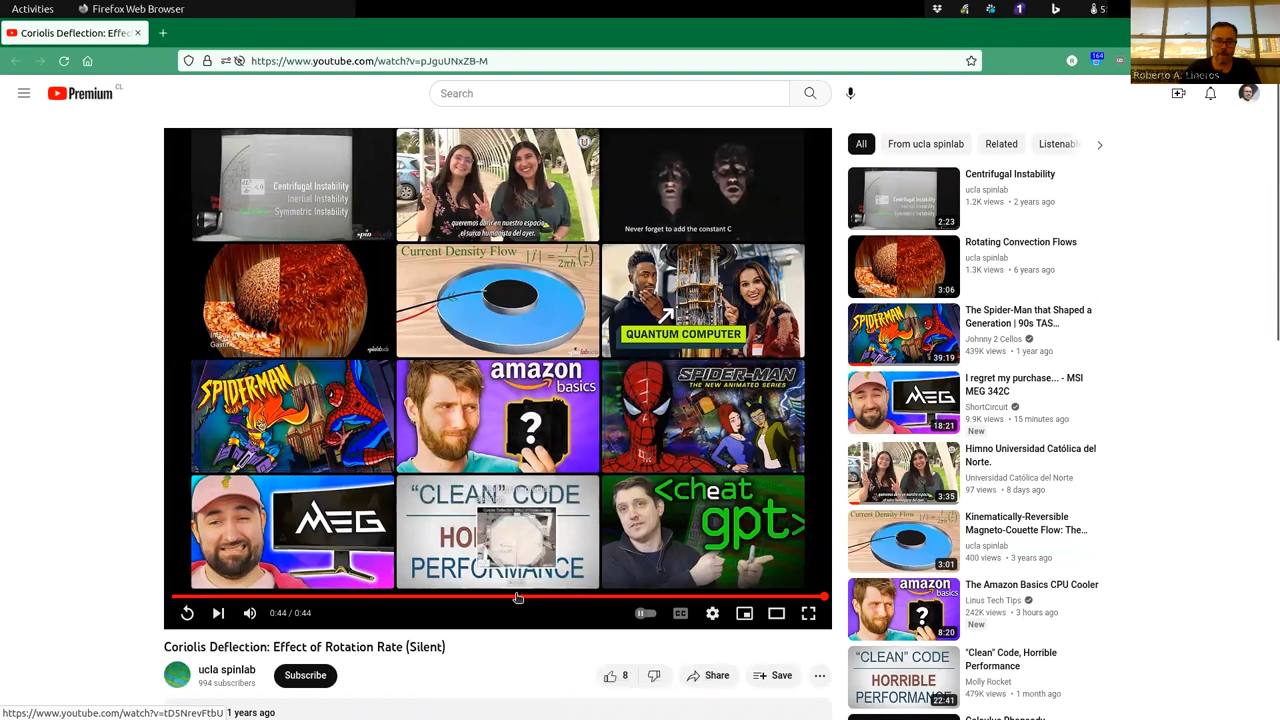 Activities
Firefox Web Browser
Coriolis Deflection: Effec
https://www.youtube.com/watch?v=pJguUNxZB-M
164
Roberto A. Lineros
Premium CL
Search
All
From ucla spinlab
Related
Listenable
Centrifugal Instability
Inertial Instability
Symmetric Instability
queremos abrir en nuestro espacio,
el surco humanista del ayer.
Never forget to add the constant C
Current Density Flow
QUANTUM COMPUTER
SPIDER-MAN
amazon
basics
?
SPIDER-MAN
THE NEW ANIMATED SERIES
MEG
“CLEAN” CODE
HORRIBLE
PERFORMANCE
<cheat
gpt>
0:44 / 0:44
CC
Coriolis Deflection: Effect of Rotation Rate (Silent)
ucla spinlab
994 subscribers
Subscribe
8
Share
Save
1 years ago
https://www.youtube.com/watch?v=tD5NrevFtbU
Centrifugal Instability
ucla spinlab
1.2K views • 2 years ago
2:23
Rotating Convection Flows
ucla spinlab
1.3K views • 6 years ago
3:06
The Spider-Man that Shaped a
Generation | 90s TAS...
Johnny 2 Cellos
439K views • 1 year ago
39:19
I regret my purchase... - MSI
MEG 342C
ShortCircuit
9.9K views • 15 minutes ago
New
18:21
Himno Universidad Católica del
Norte.
Universidad Católica del Norte
97 views • 8 days ago
3:35
Kinematically-Reversible
Magneto-Couette Flow: The...
ucla spinlab
400 views • 3 years ago
3:01
The Amazon Basics CPU Cooler
Linus Tech Tips
242K views • 3 hours ago
New
8:20
"Clean" Code, Horrible
Performance
Molly Rocket
479K views • 1 month ago
22:41